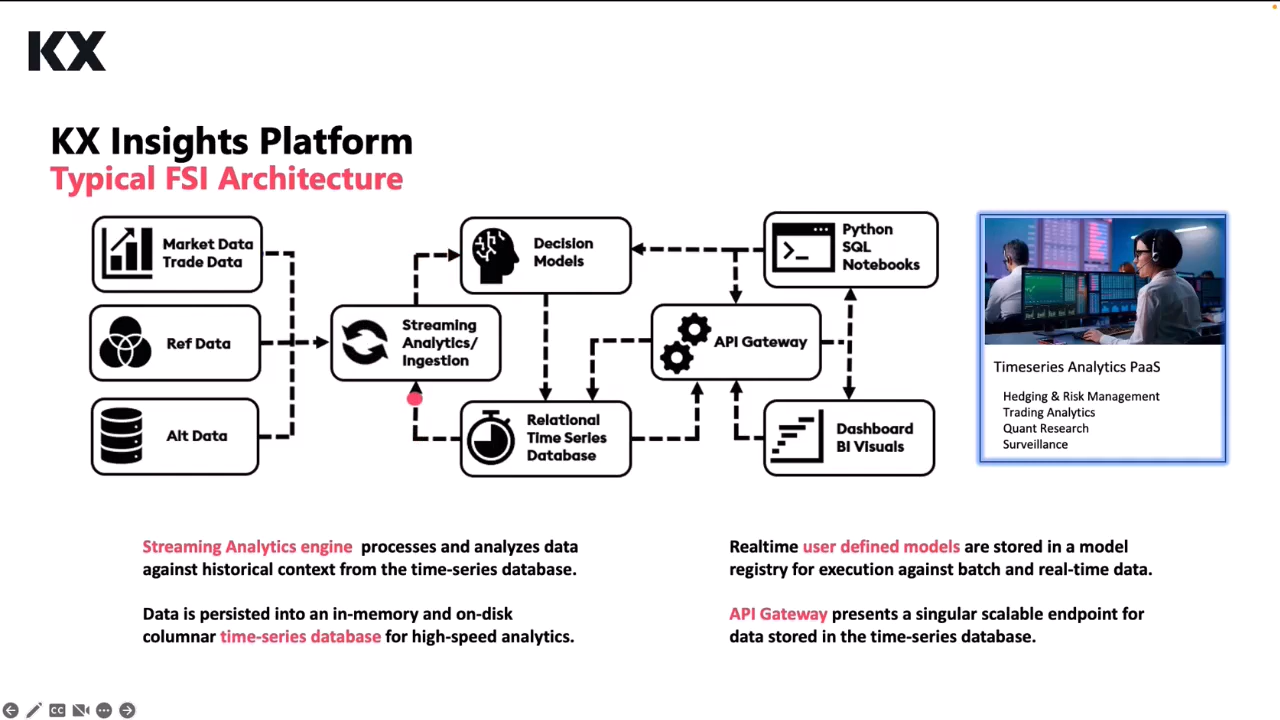 KX
KX Insights Platform
Typical FSI Architecture
Market Data
Trade Data
Ref Data
Alt Data
Streaming
Analytics/
Ingestion
Decision
Models
Relational
Time Series
Database
API Gateway
Python
SQL
Notebooks
Dashboard
BI Visuals
Timeseries Analytics PaaS
Hedging & Risk Management
Trading Analytics
Quant Research
Surveillance
Streaming Analytics engine processes and analyzes data
against historical context from the time-series database.
Data is persisted into an in-memory and on-disk
columnar time-series database for high-speed analytics.
Realtime user defined models are stored in a model
registry for execution against batch and real-time data.
API Gateway presents a singular scalable endpoint for
data stored in the time-series database.
CC